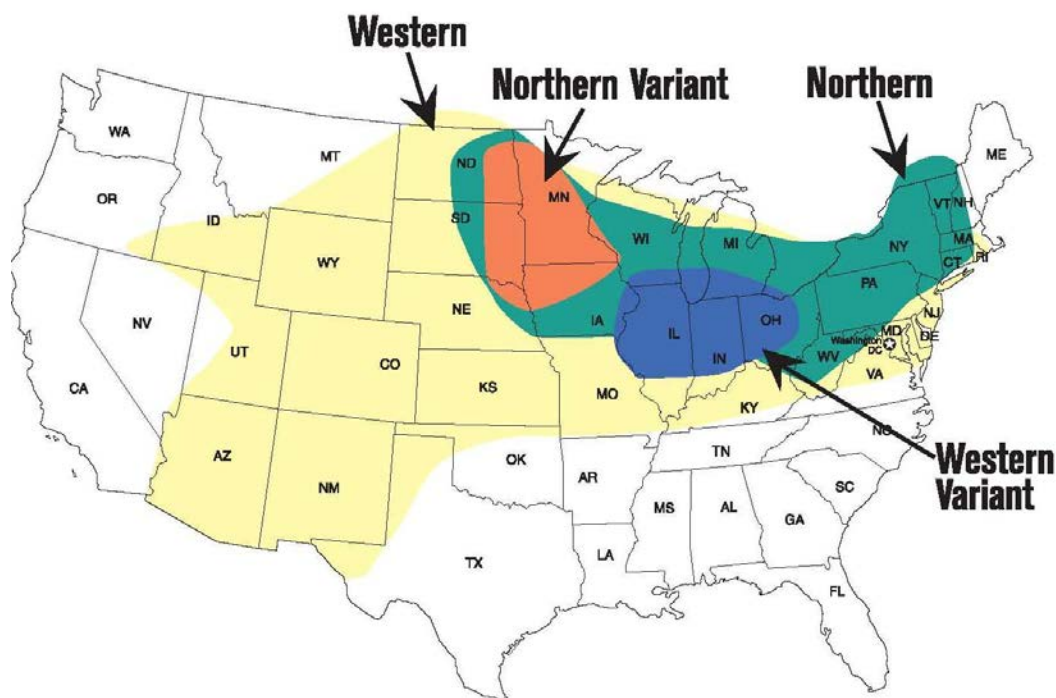 Western
Northern Variant
Northern
WA
MT
ND
MN
ME
OR
ID
SD
WI
MI
VT
NH
NY
MA
WY
CT
RI
NE
IA
PA
NV
UT
IL
OH
NJ
MD
DE
Washington
DC
CO
IN
WV
CA
KS
MO
VA
KY
AZ
NM
OK
TN
NC
AR
Western
Variant
SC
MS
AL
GA
TX
LA
FL